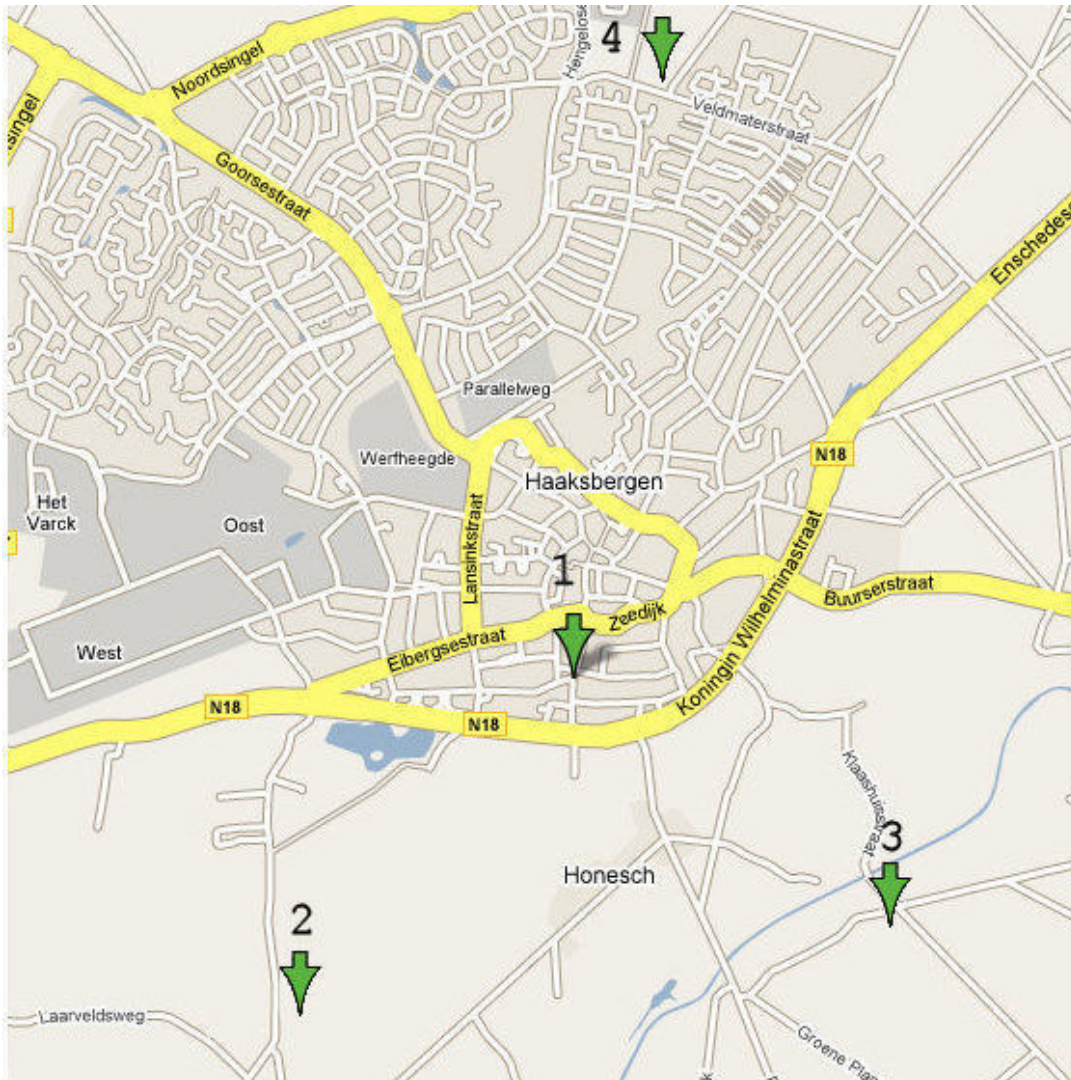 4
Hengelose
Noordsingel
singel
Veldmaterstraat
Goorsestraat
Enschedese
Parallelweg
Werfheegde
N18
Haaksbergen
Het
Varck
Oost
Lansinkstraat
1
Koningin Wilhelminastraat
Buurserstraat
Zeedijk
Eibergsestraat
West
N18
N18
Klaashuisstraat
3
Honesch
2
Laarveldsweg
Groene Plan